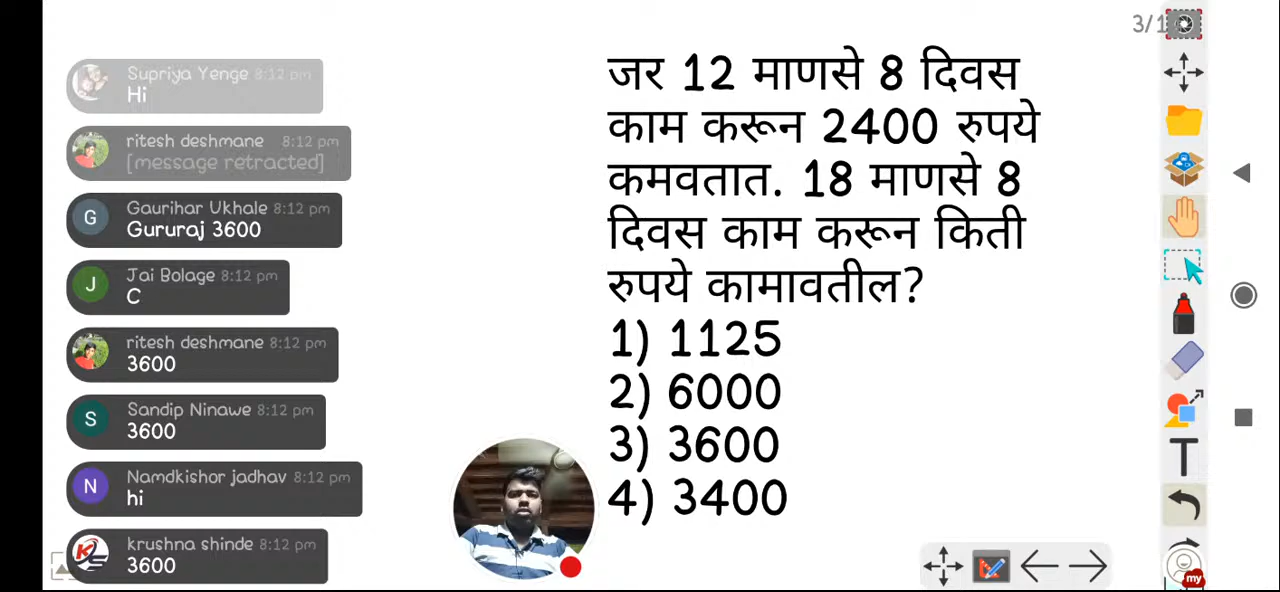 Supriya Yenge 8:12 pm
Hi
ritesh deshmane 8:12 pm
[message retracted]
G
Gaurihar Ukhale 8:12 pm
Gururaj 3600
J
Jai Bolage 8:12 pm
C
ritesh deshmane 8:12 pm
3600
S
Sandip Ninawe 8:12 pm
3600
N
Namdkishor jadhav 8:12 pm
hi
krushna shinde 8:12 pm
3600
जर 12 माणसे 8 दिवस
काम करून 2400 रुपये
कमवतात. 18 माणसे 8
दिवस काम करून किती
रुपये कामावतील?
1) 1125
2) 6000
3) 3600
4) 3400
T
my